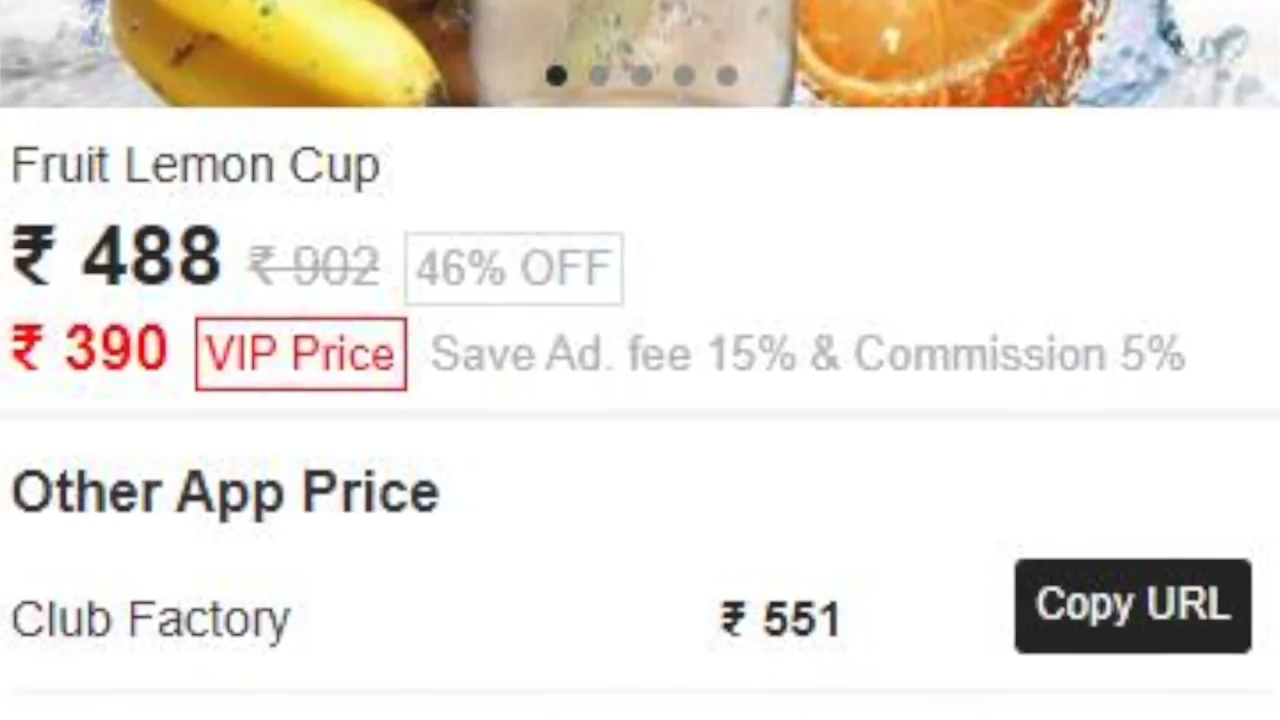 Fruit Lemon Cup
₹ 488 ₹ 902 46% OFF
₹ 390 VIP Price Save Ad. fee 15% & Commission 5%
Other App Price
Club Factory ₹ 551 Copy URL